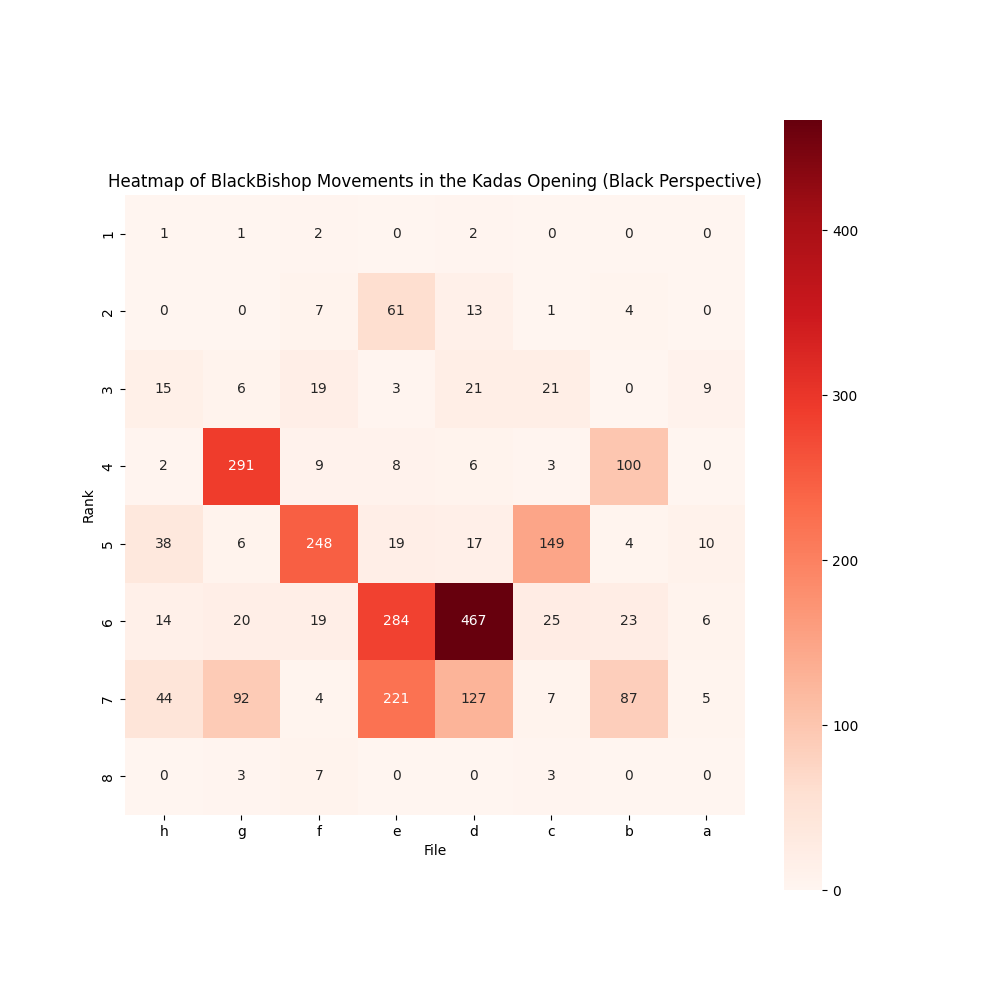 Heatmap of BlackBishop Movements in the Kadas Opening (Black Perspective)
1 1 1 2 0 2 0 0 0
2 0 0 7 61 13 1 4 0
3 15 6 19 3 21 21 0 9
4 2 291 9 8 6 3 100 0
5 38 6 248 19 17 149 4 10
6 14 20 19 284 467 25 23 6
7 44 92 4 221 127 7 87 5
8 0 3 7 0 0 3 0 0
h g f e d c b a
Rank
File
400
300
200
100
0